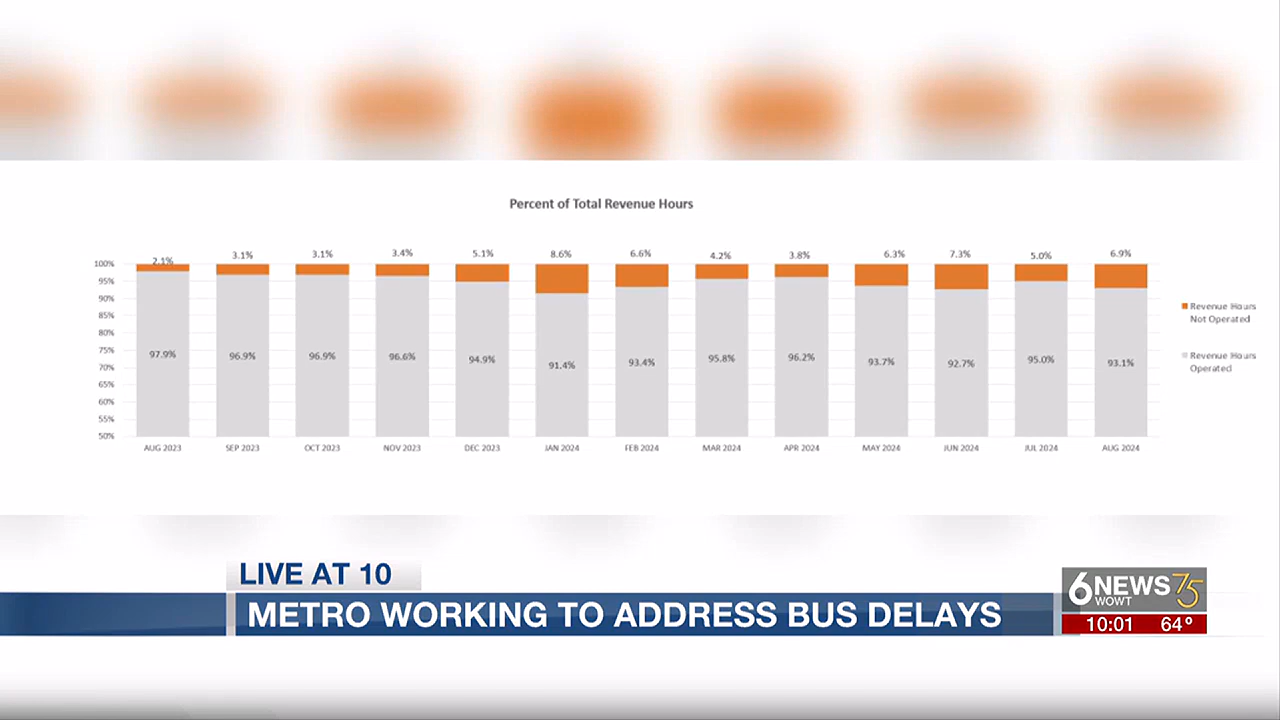 Percent of Total Revenue Hours
2.1% 3.1% 3.1% 3.4% 5.1% 8.6% 6.6% 4.2% 3.8% 6.3% 7.3% 5.0% 6.9%
100%
95%
90%
85%
80%
75%
70%
65%
60%
55%
50%
97.9% 96.9% 96.9% 96.6% 94.9% 91.4% 93.4% 95.8% 96.2% 93.7% 92.7% 95.0% 93.1%
AUG 2023 SEP 2023 OCT 2023 NOV 2023 DEC 2023 JAN 2024 FEB 2024 MAR 2024 APR 2024 MAY 2024 JUN 2024 JUL 2024 AUG 2024
Revenue Hours
Not Operated
Revenue Hours
Operated
LIVE AT 10
METRO WORKING TO ADDRESS BUS DELAYS
6 NEWS 75
WOWT
10:01 64º